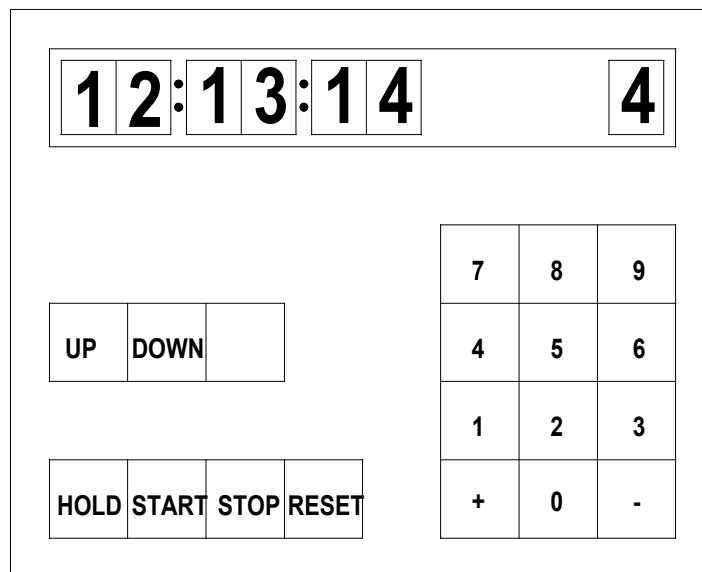 12:13:14 4
7 8 9
UP DOWN 4 5 6
1 2 3
HOLD START STOP RESET + 0 -